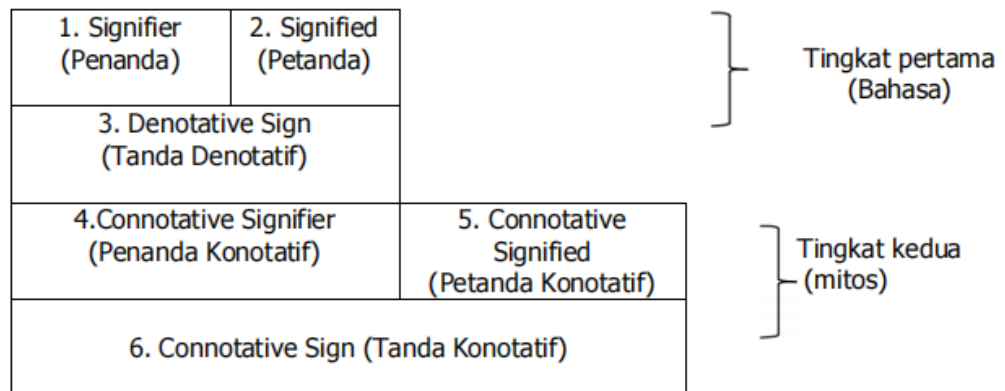 1. Signifier
(Penanda)
2. Signified
(Petanda)
Tingkat pertama
(Bahasa)
3. Denotative Sign
(Tanda Denotatif)
4.Connotative Signifier
(Penanda Konotatif)
5. Connotative
Signified
(Petanda Konotatif)
Tingkat kedua
(mitos)
6. Connotative Sign (Tanda Konotatif)